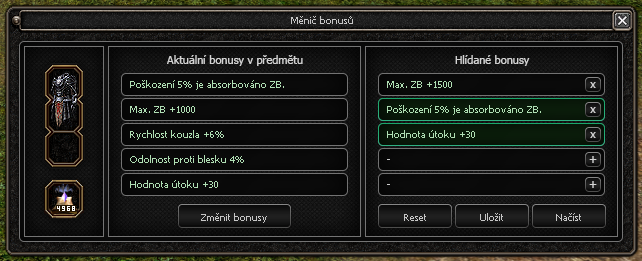 Měnič bonusů
Aktuální bonusy v předmětu
Poškození 5% je absorbováno ZB.
Max. ZB +1000
Rychlost kouzla +6%
Odolnost proti blesku 4%
Hodnota útoku +30
Změnit bonusy
4968
Hlídané bonusy
Max. ZB +1500 x
Poškození 5% je absorbováno ZB. x
Hodnota útoku +30 x
- +
- +
Reset Uložit Načíst